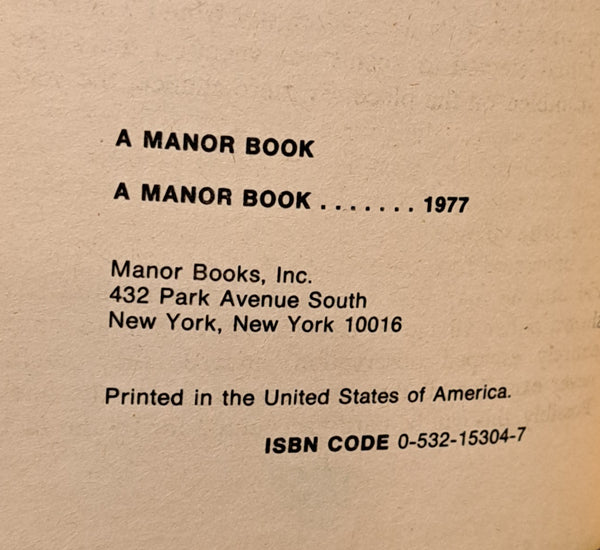 A MANOR BOOK
A MANOR BOOK . . . . . . . 1977
Manor Books, Inc.
432 Park Avenue South
New York, New York 10016
Printed in the United States of America.
ISBN CODE 0-532-15304-7